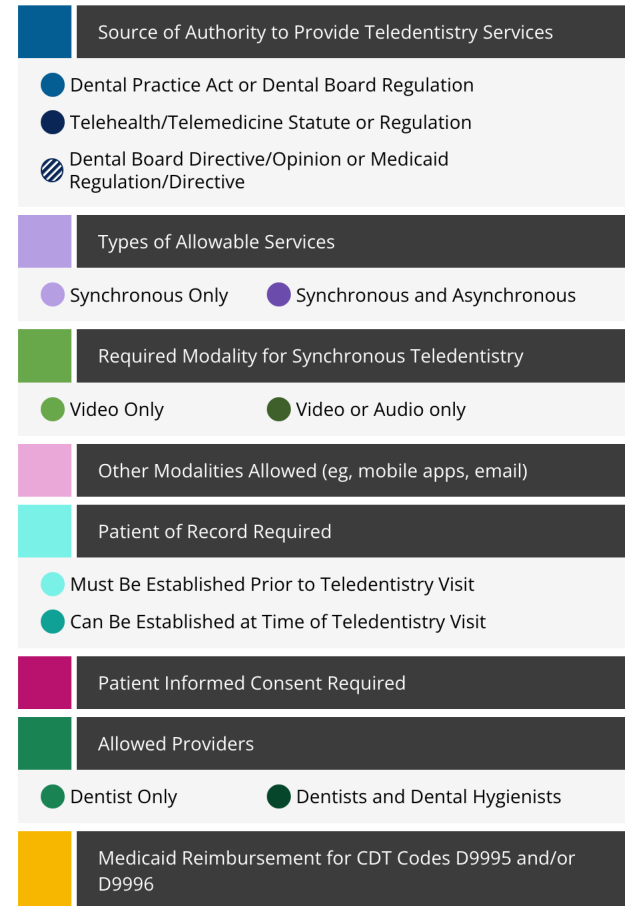 Source of Authority to Provide Teledentistry Services
Dental Practice Act or Dental Board Regulation
Telehealth/Telemedicine Statute or Regulation
Dental Board Directive/Opinion or Medicaid
Regulation/Directive
Types of Allowable Services
Synchronous Only
Synchronous and Asynchronous
Required Modality for Synchronous Teledentistry
Video Only
Video or Audio only
Other Modalities Allowed (eg, mobile apps, email)
Patient of Record Required
Must Be Established Prior to Teledentistry Visit
Can Be Established at Time of Teledentistry Visit
Patient Informed Consent Required
Allowed Providers
Dentist Only
Dentists and Dental Hygienists
Medicaid Reimbursement for CDT Codes D9995 and/or
D9996